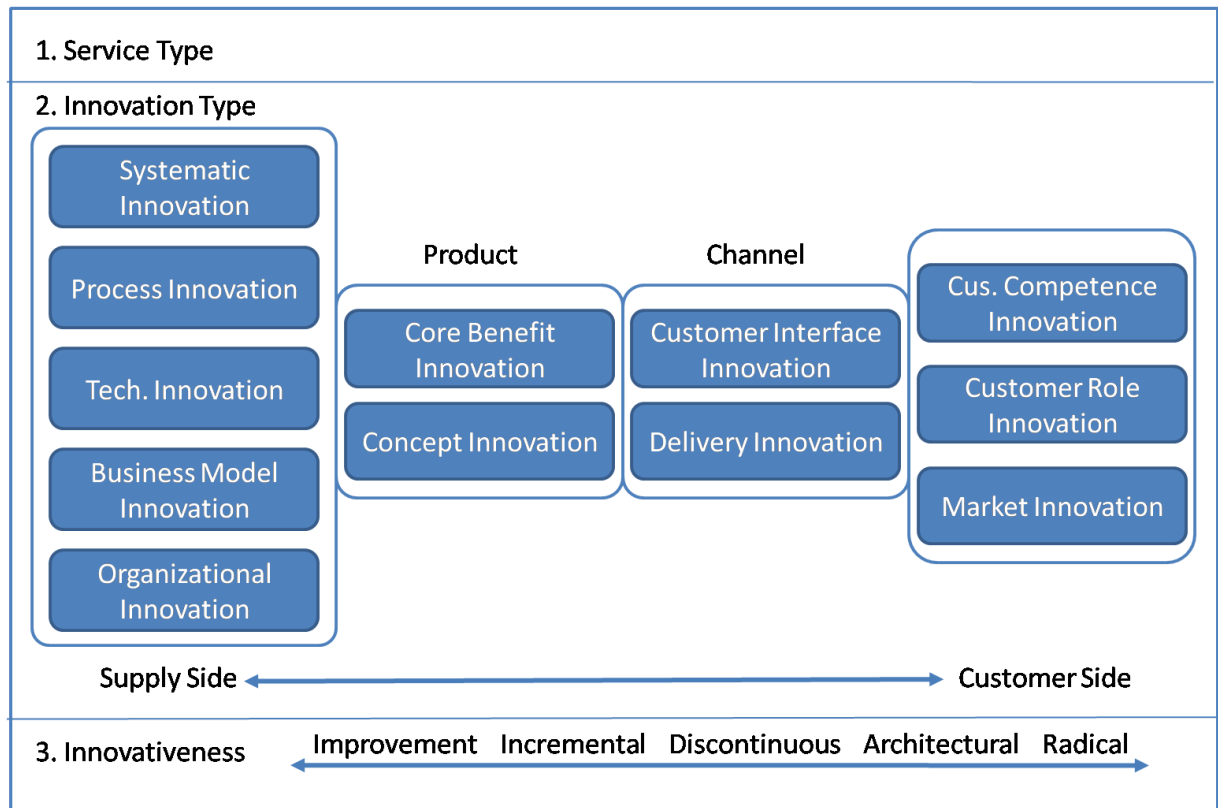 1. Service Type
2. Innovation Type
Systematic
Innovation
Process Innovation
Tech. Innovation
Business Model
Innovation
Organizational
Innovation
Product
Core Benefit
Innovation
Concept Innovation
Channel
Customer Interface
Innovation
Delivery Innovation
Cus. Competence
Innovation
Customer Role
Innovation
Market Innovation
Supply Side
Customer Side
3. Innovativeness
Improvement Incremental Discontinuous Architectural Radical